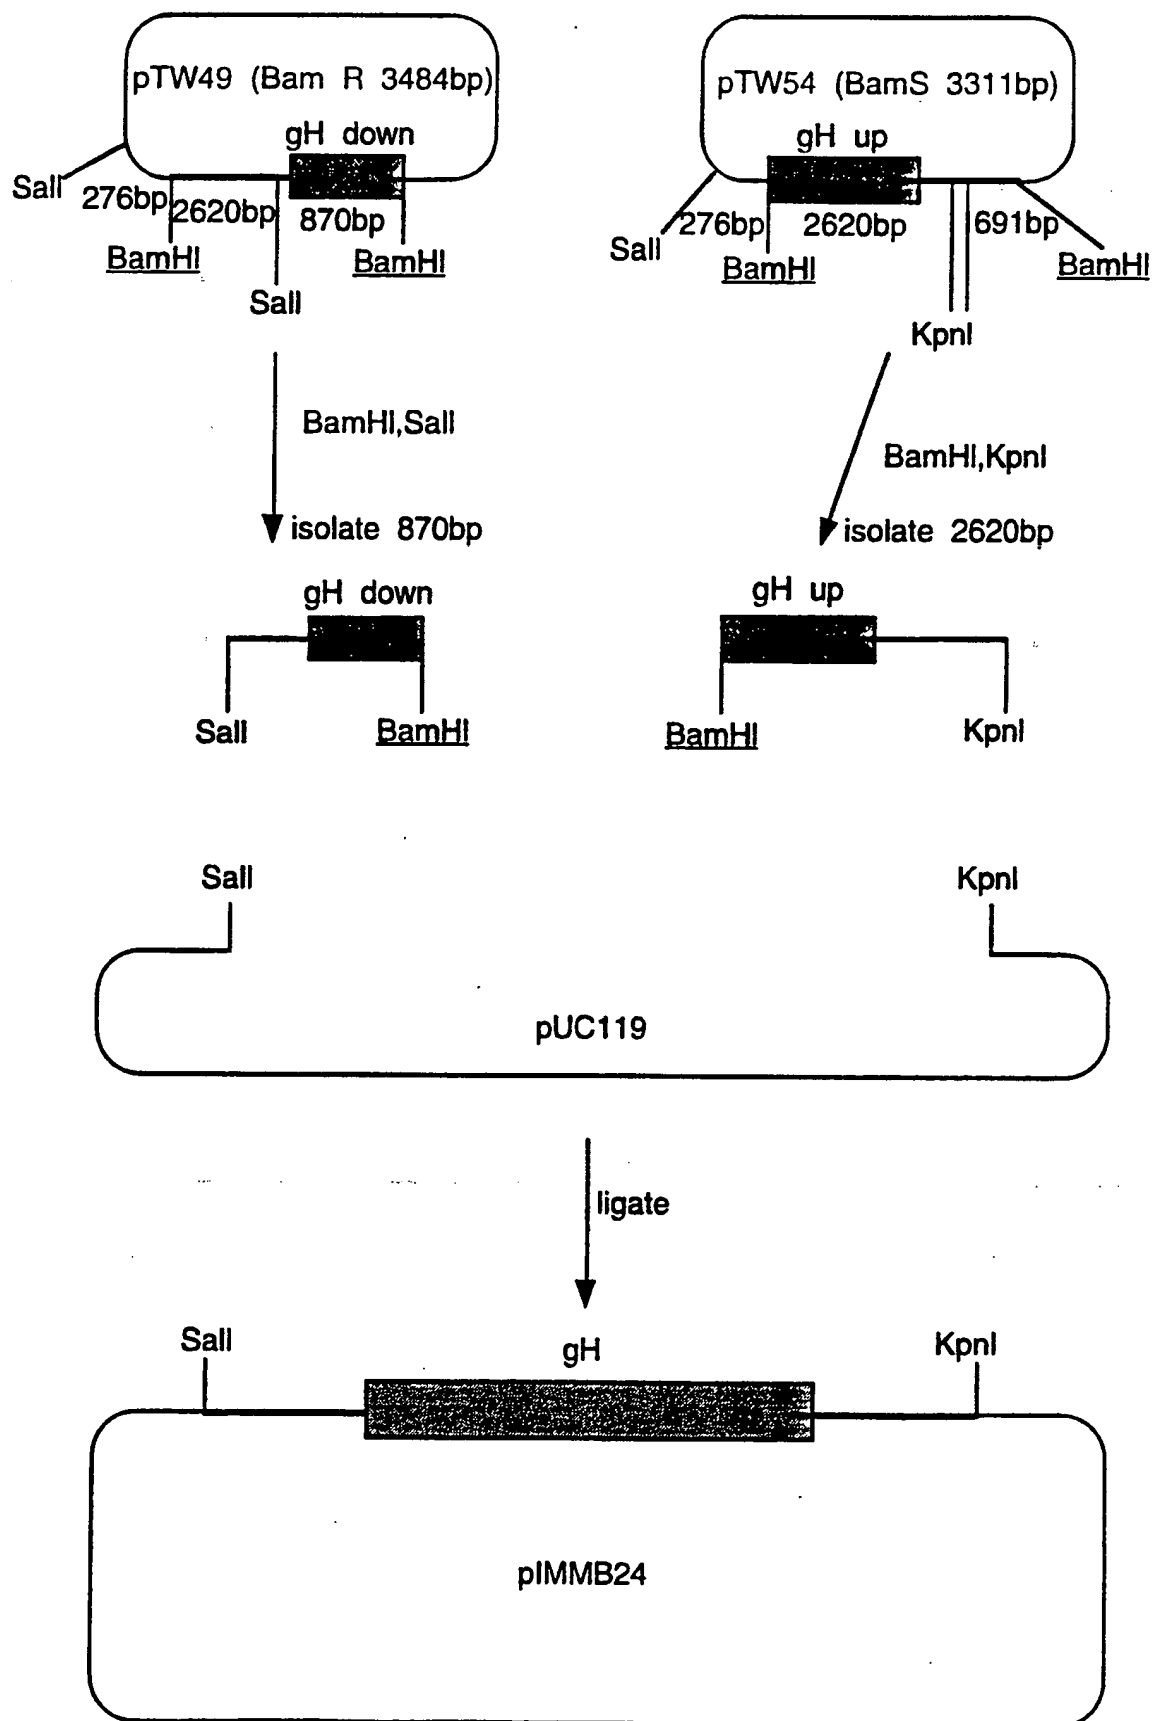 pTW49 (Bam R 3484bp)
gH down
SalI
276bp
2620bp
870bp
BamHI
BamHI
SalI
pTW54 (BamS 3311bp)
gH up
SalI
276bp
2620bp
691bp
BamHI
BamHI
KpnI
BamHI,SalI
BamHI,KpnI
isolate 870bp
isolate 2620bp
gH down
gH up
SalI
BamHI
BamHI
KpnI
SalI
KpnI
pUC119
ligate
SalI
gH
KpnI
pIMMB24